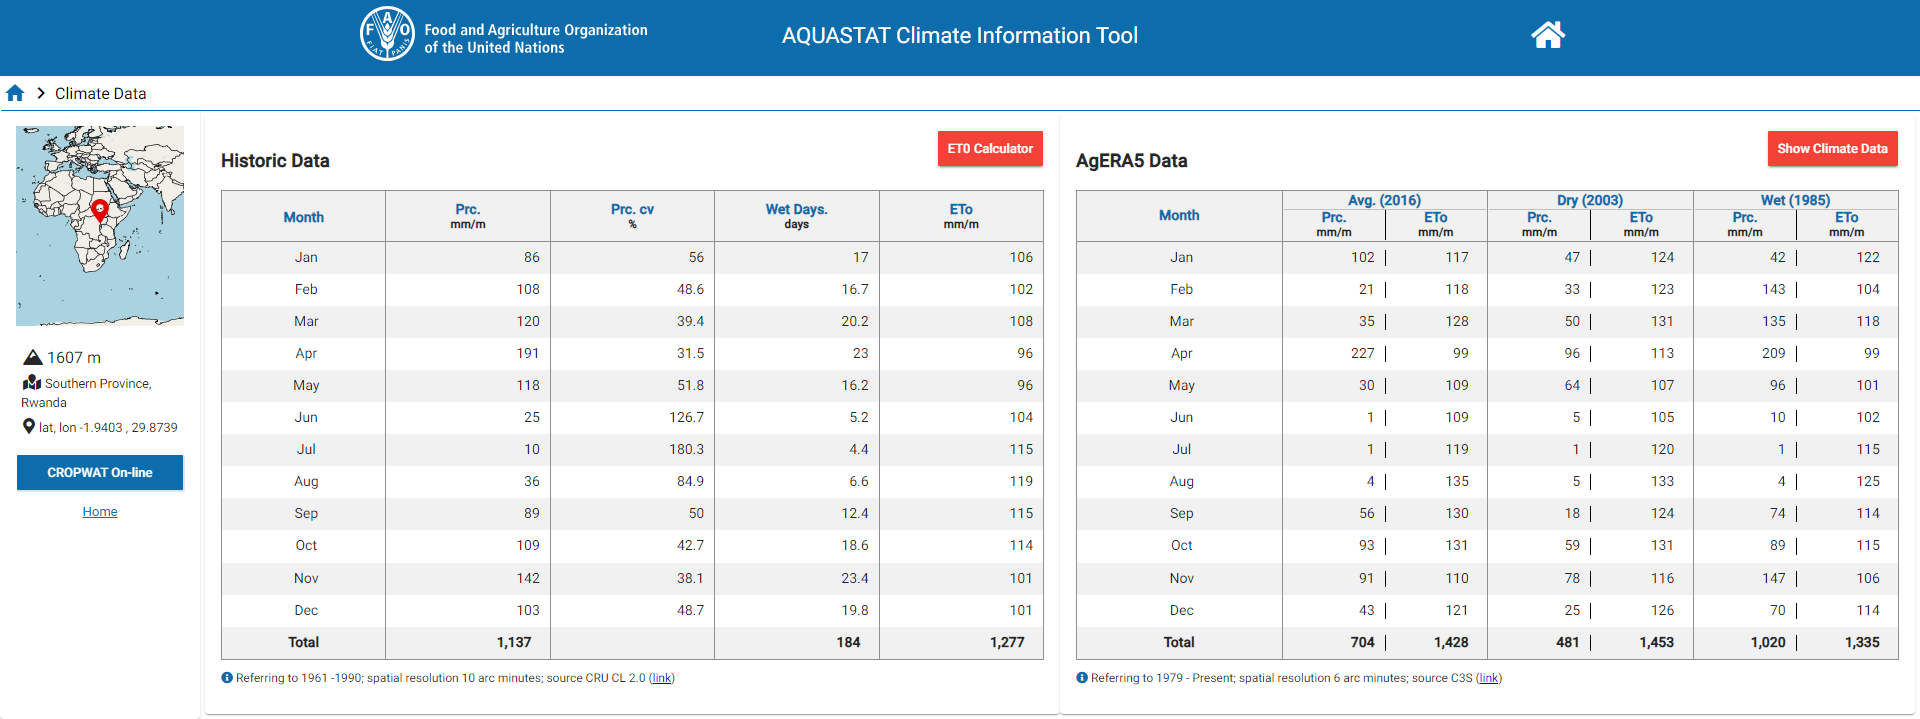 FAO
FIAT PANIS
Food and Agriculture Organization
of the United Nations
AQUASTAT Climate Information Tool
Climate Data
1607 m
Southern Province,
Rwanda
lat, lon -1.9403 , 29.8739
CROPWAT On-line
Home
Historic Data
ET0 Calculator
Month Prc. mm/m Prc. cv % Wet Days. days ETo mm/m
Jan 86 56 17 106
Feb 108 48.6 16.7 102
Mar 120 39.4 20.2 108
Apr 191 31.5 23 96
May 118 51.8 16.2 96
Jun 25 126.7 5.2 104
Jul 10 180.3 4.4 115
Aug 36 84.9 6.6 119
Sep 89 50 12.4 115
Oct 109 42.7 18.6 114
Nov 142 38.1 23.4 101
Dec 103 48.7 19.8 101
Total 1,137 184 1,277
Referring to 1961 -1990; spatial resolution 10 arc minutes; source CRU CL 2.0 (link)
AgERA5 Data
Show Climate Data
Month Avg. (2016) Dry (2003) Wet (1985)
Prc. ETo Prc. ETo Prc. ETo
mm/m mm/m mm/m mm/m mm/m mm/m
Jan 102 117 47 124 42 122
Feb 21 118 33 123 143 104
Mar 35 128 50 131 135 118
Apr 227 99 96 113 209 99
May 30 109 64 107 96 101
Jun 1 109 5 105 10 102
Jul 1 119 1 120 1 115
Aug 4 135 5 133 4 125
Sep 56 130 18 124 74 114
Oct 93 131 59 131 89 115
Nov 91 110 78 116 147 106
Dec 43 121 25 126 70 114
Total 704 1,428 481 1,453 1,020 1,335
Referring to 1979 - Present; spatial resolution 6 arc minutes; source C3S (link)